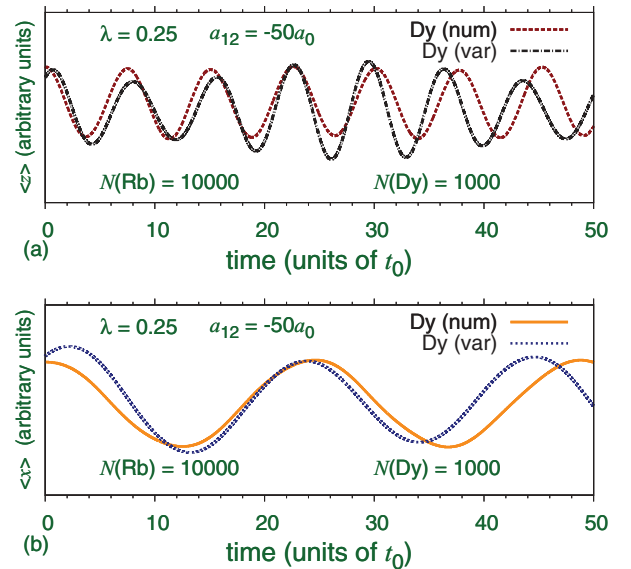 <z> (arbitrary units)
λ = 0.25 a12 = -50a0
Dy (num)
Dy (var)
N(Rb) = 10000 N(Dy) = 1000
0 10 20 30 40 50
(a)
time (units of t0)
<x> (arbitrary units)
λ = 0.25 a12 = -50a0
Dy (num)
Dy (var)
N(Rb) = 10000 N(Dy) = 1000
0 10 20 30 40 50
(b)
time (units of t0)